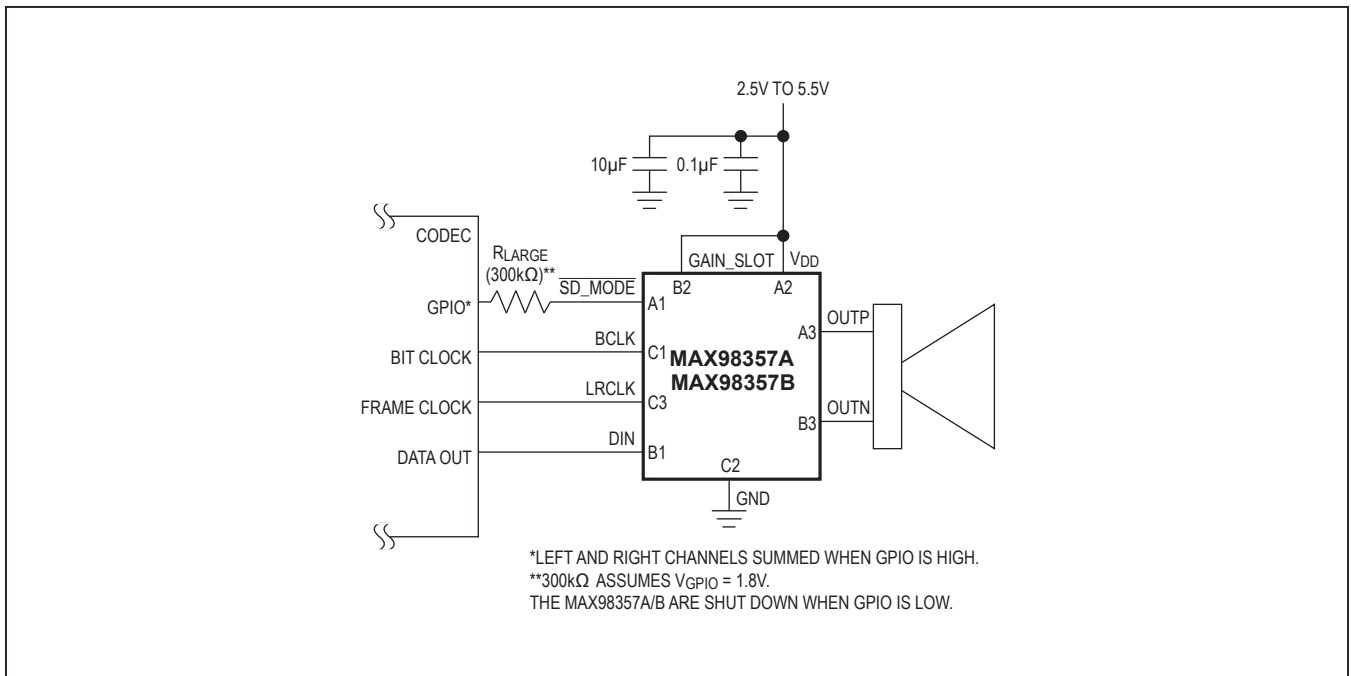 2.5V TO 5.5V
10µF
0.1µF
CODEC
RLARGE
(300kΩ)**
SD_MODE
GAIN_SLOT
VDD
B2
A2
GPIO*
A1
OUTP
A3
BIT CLOCK
BCLK
C1
MAX98357A
MAX98357B
FRAME CLOCK
LRCLK
C3
OUTN
B3
DATA OUT
DIN
B1
C2
GND
*LEFT AND RIGHT CHANNELS SUMMED WHEN GPIO IS HIGH.
**300kΩ ASSUMES VGPIO = 1.8V.
THE MAX98357A/B ARE SHUT DOWN WHEN GPIO IS LOW.